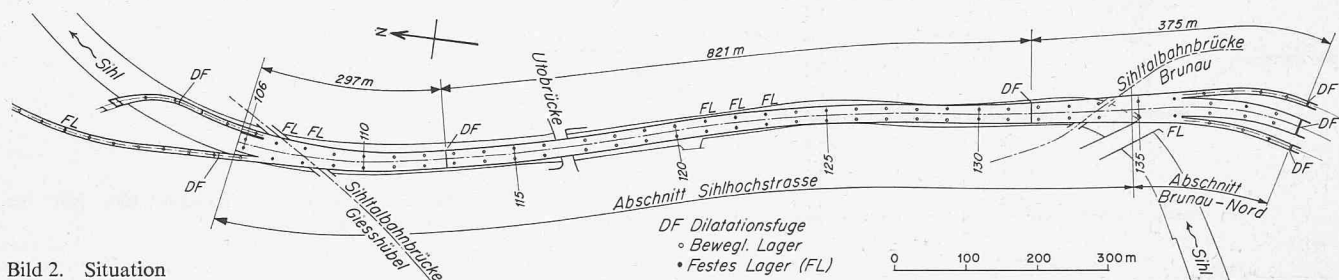 375 m
N
821 m
Sihl
DF
Sihltalbahnbrücke
Brunau
DF
106
297m
Utobrücke
FL FL FL
DF
FL
FL FL
110
DF
DF
115
120
125
130
135
FL
DF
DF
Sihltalbahnbrücke
Giesshübel
Abschnitt Sihlhochstrasse
Abschnitt
Brunau-Nord
DF Dilatationsfuge
Bewegl. Lager
Festes Lager (FL)
0 100 200 300 m
Sihl
Bild 2. Situation